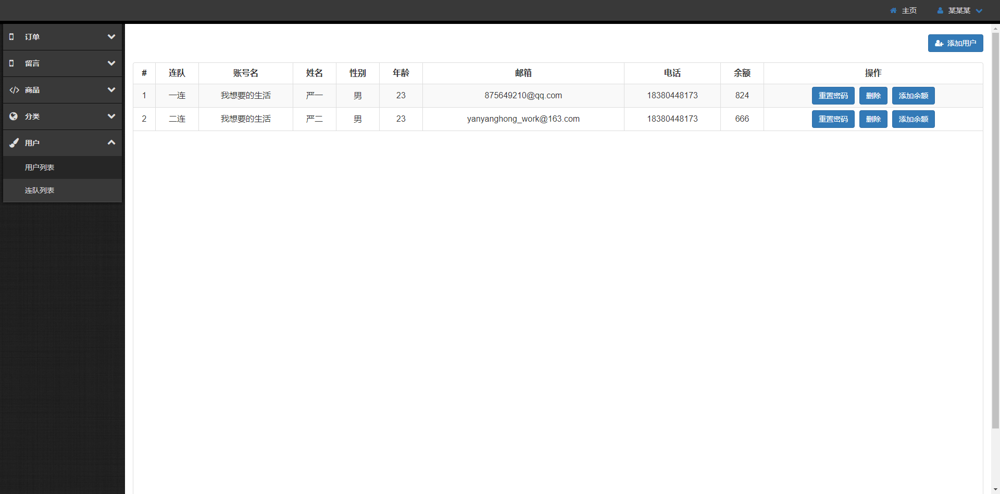 主页 某某某
订单
留言
商品
分类
用户
用户列表
连队列表
添加用户
# 连队 账号名 姓名 性别 年龄 邮箱 电话 余额 操作
1 一连 我想要的生活 严一 男 23 875649210@qq.com 18380448173 824 重置密码 删除 添加余额
2 二连 我想要的生活 严二 男 23 yanyanghong_work@163.com 18380448173 666 重置密码 删除 添加余额